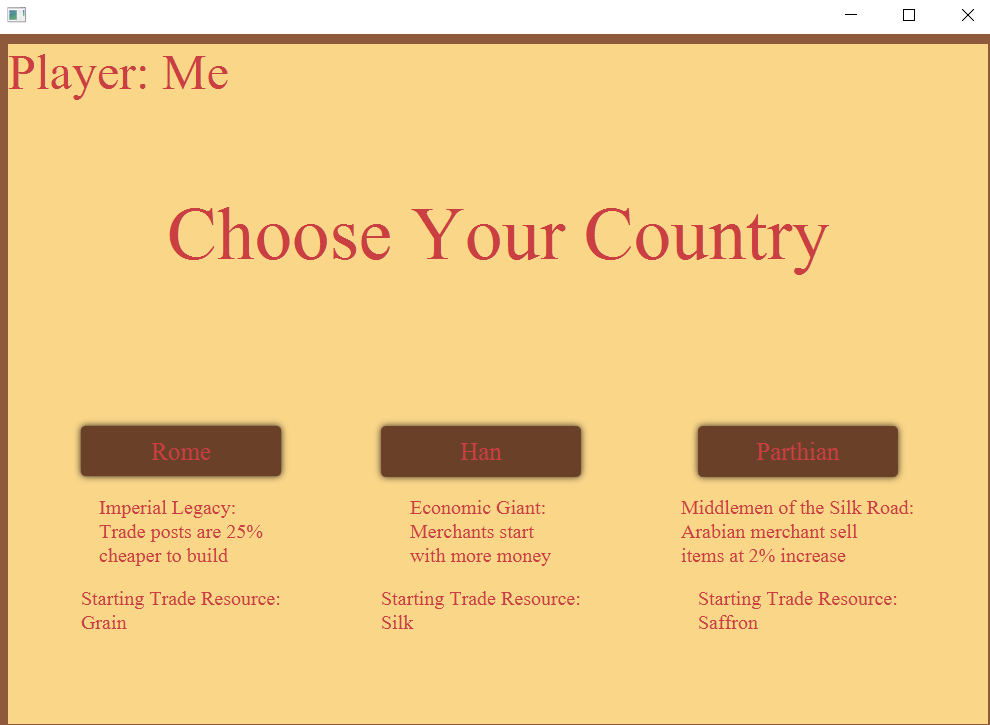 Player: Me
Choose Your Country
Rome
Han
Parthian
Imperial Legacy:
Trade posts are 25%
cheaper to build
Economic Giant:
Merchants start
with more money
Middlemen of the Silk Road:
Arabian merchant sell
items at 2% increase
Starting Trade Resource:
Grain
Starting Trade Resource:
Silk
Starting Trade Resource:
Saffron